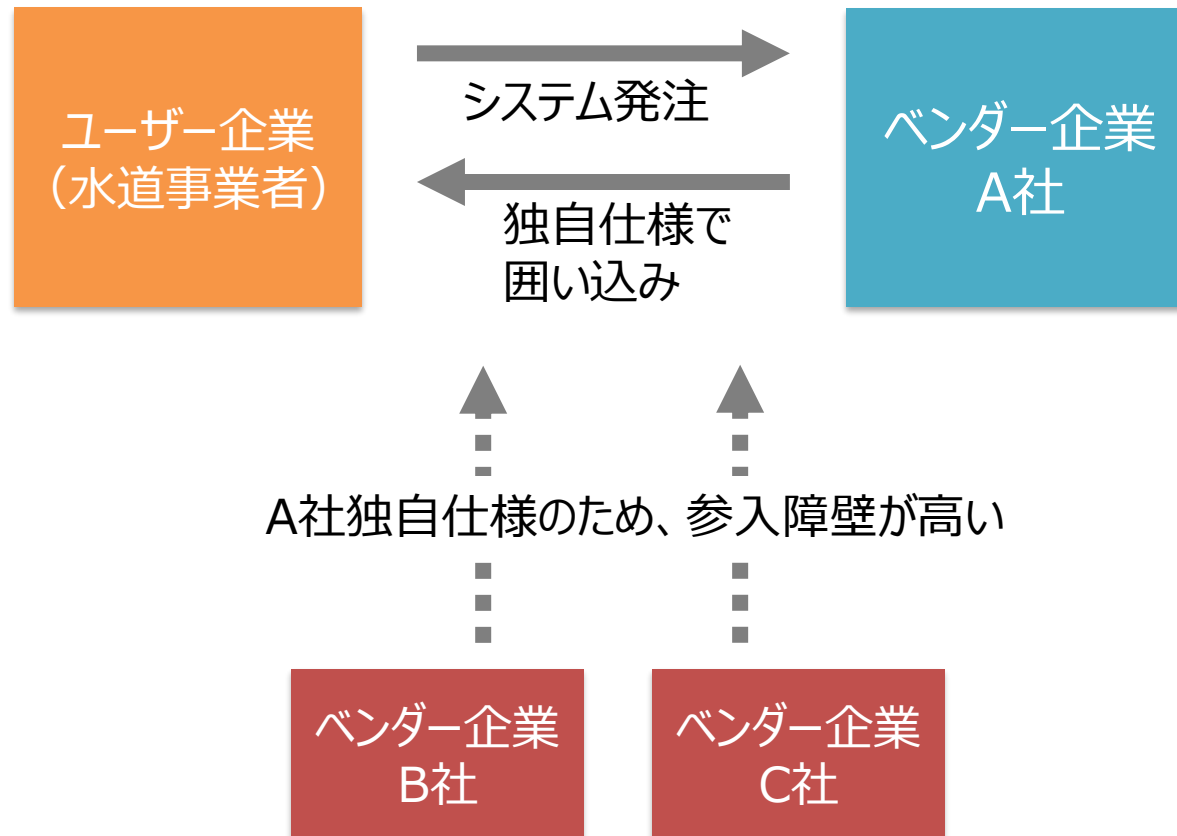 ユーザー企業
（水道事業者）
システム発注
独自仕様で
囲い込み
ベンダー企業
A社
A社独自仕様のため、参入障壁が高い
ベンダー企業
B社
ベンダー企業
C社